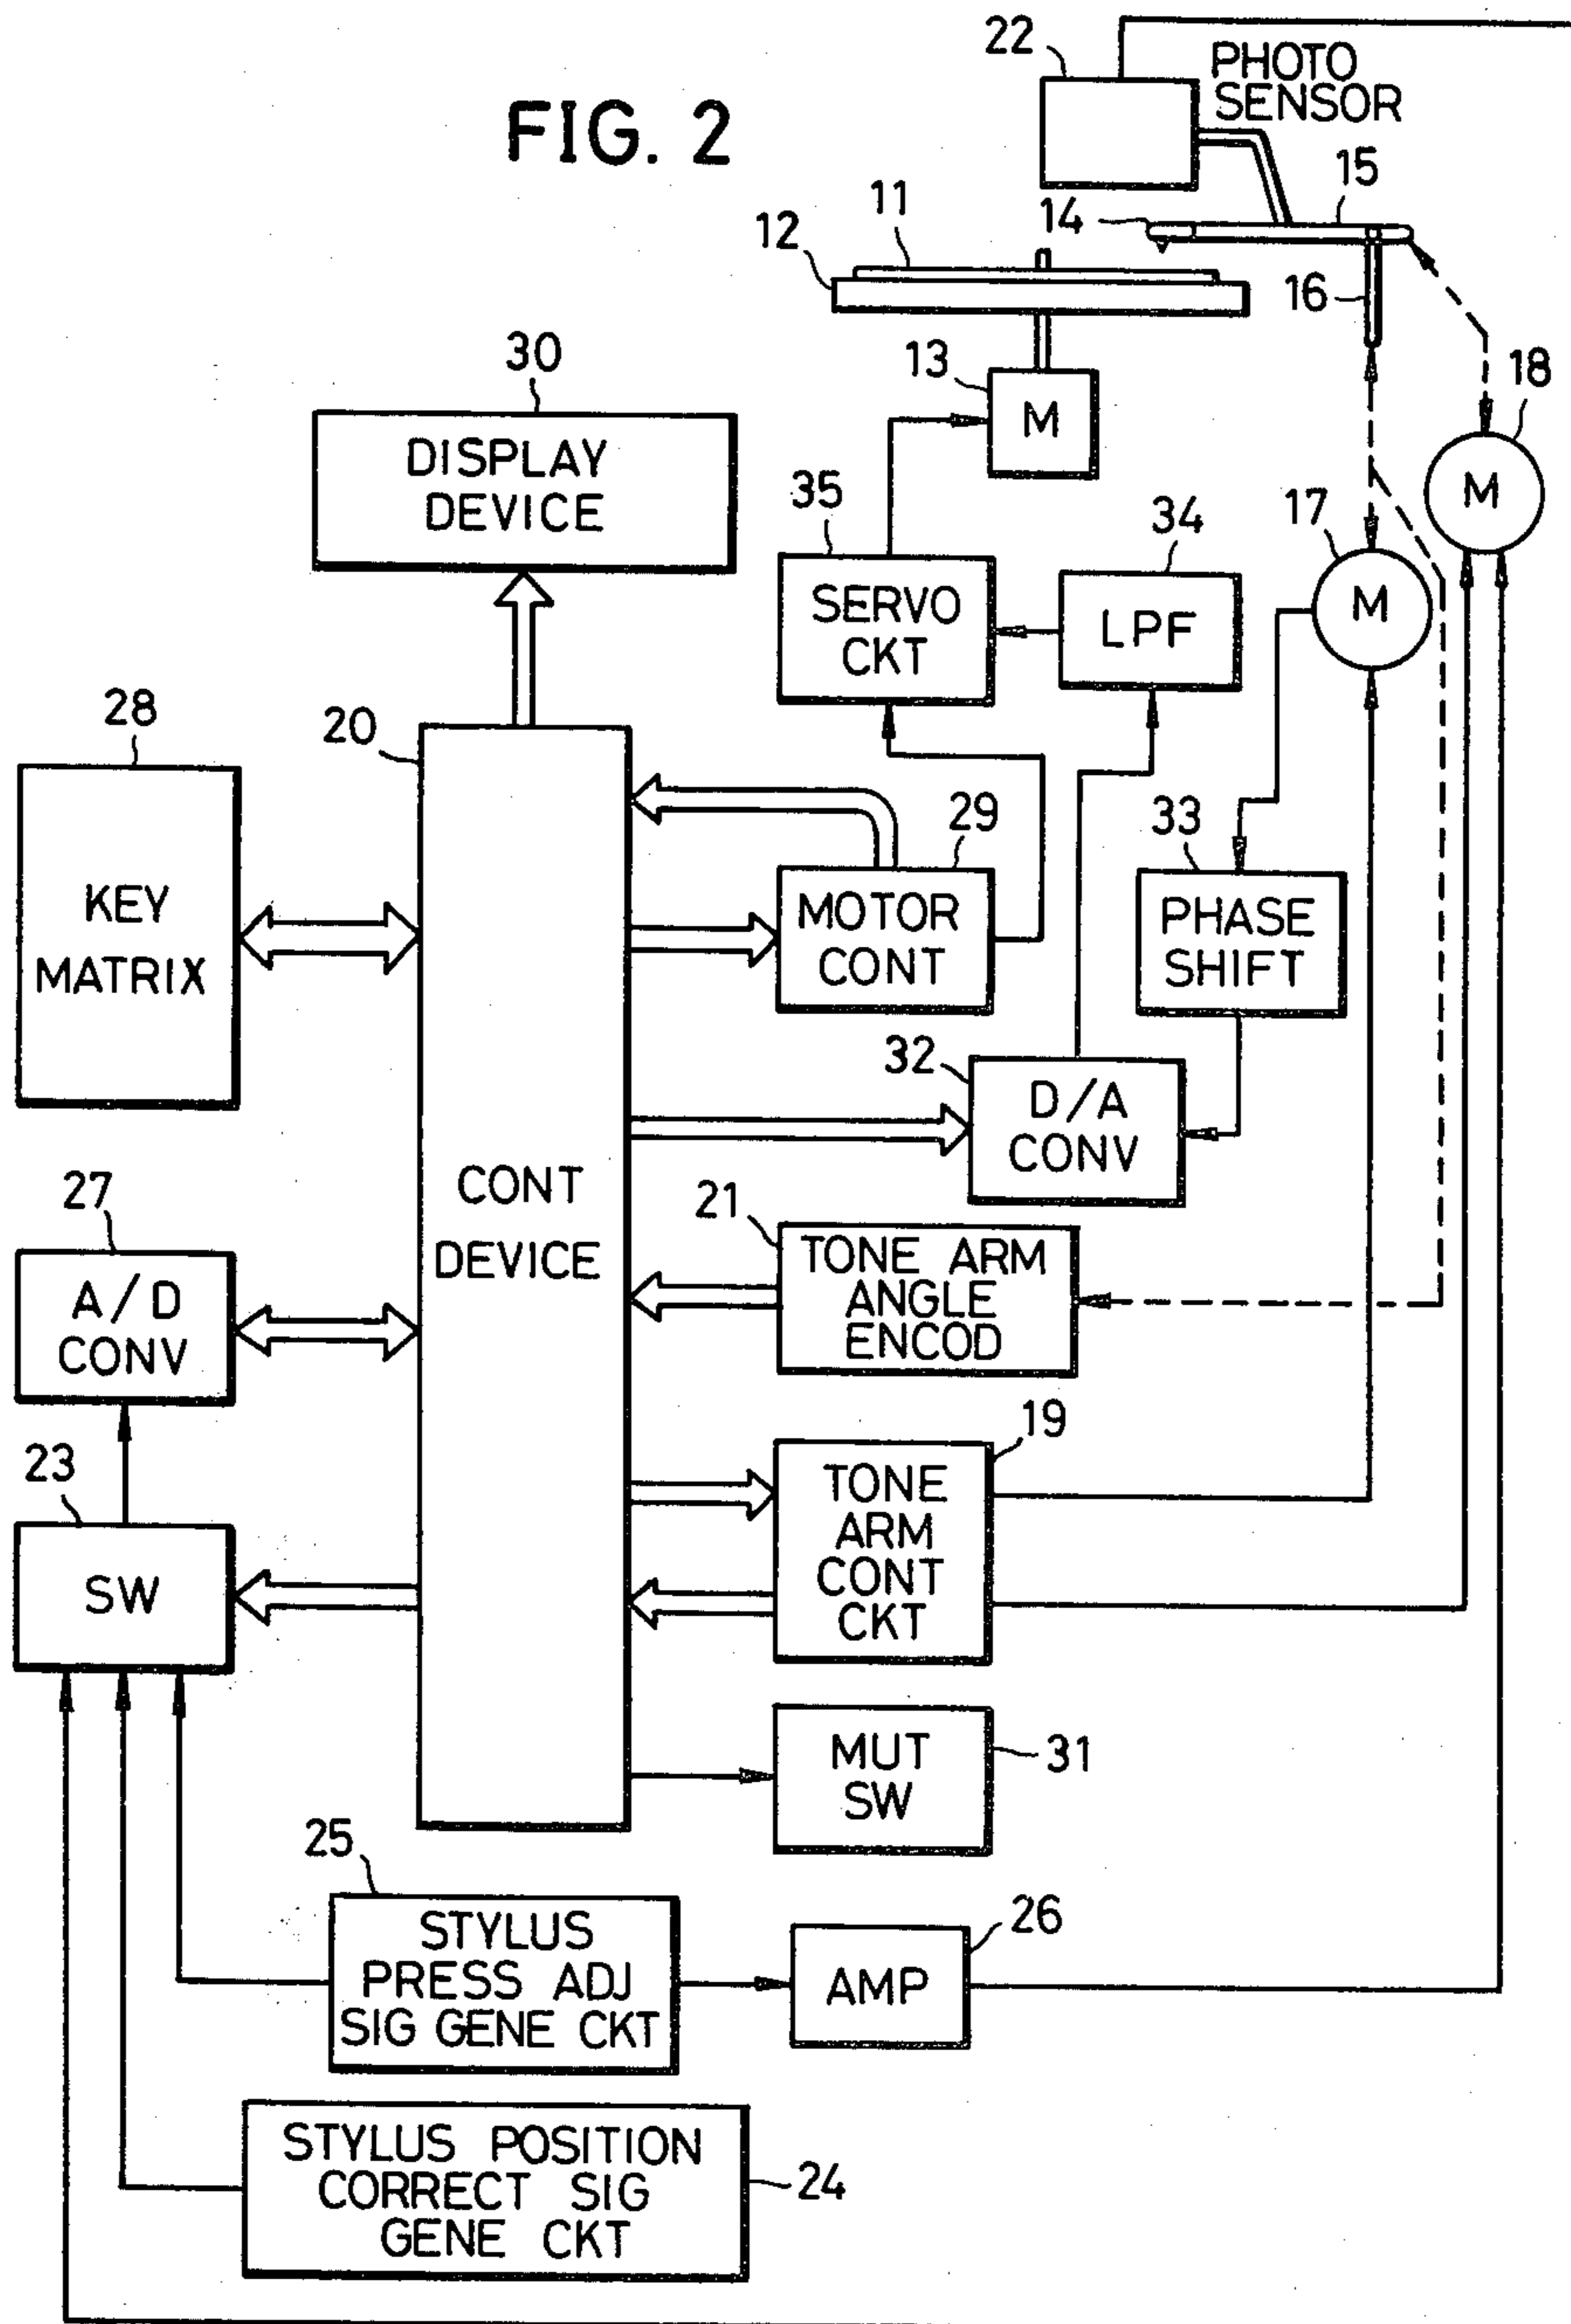 FIG. 2
22
PHOTO
SENSOR
15
14
11
12
16
13
M
18
M
30
DISPLAY
DEVICE
35
SERVO
CKT
34
LPF
17
M
28
KEY
MATRIX
20
CONT
DEVICE
29
MOTOR
CONT
33
PHASE
SHIFT
32
D/A
CONV
27
A/D
CONV
21
TONE ARM
ANGLE
ENCOD
23
SW
19
TONE
ARM
CONT
CKT
MUT
SW
31
25
STYLUS
PRESS ADJ
SIG GENE CKT
26
AMP
STYLUS POSITION
CORRECT SIG
GENE CKT
24